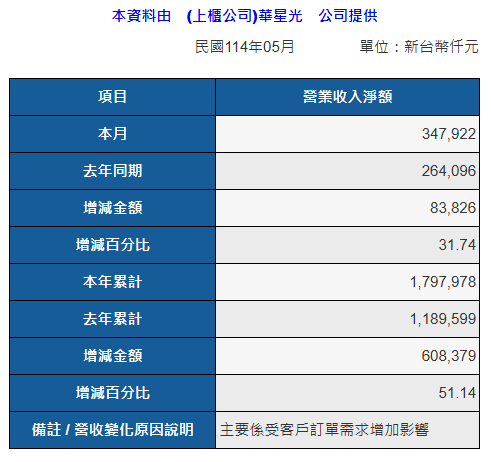 本資料由 (上櫃公司)華星光 公司提供
民國114年05月 單位：新台幣仟元
項目 營業收入淨額
本月 347,922
去年同期 264,096
增減金額 83,826
增減百分比 31.74
本年累計 1,797,978
去年累計 1,189,599
增減金額 608,379
增減百分比 51.14
備註 / 營收變化原因說明 主要係受客戶訂單需求增加影響